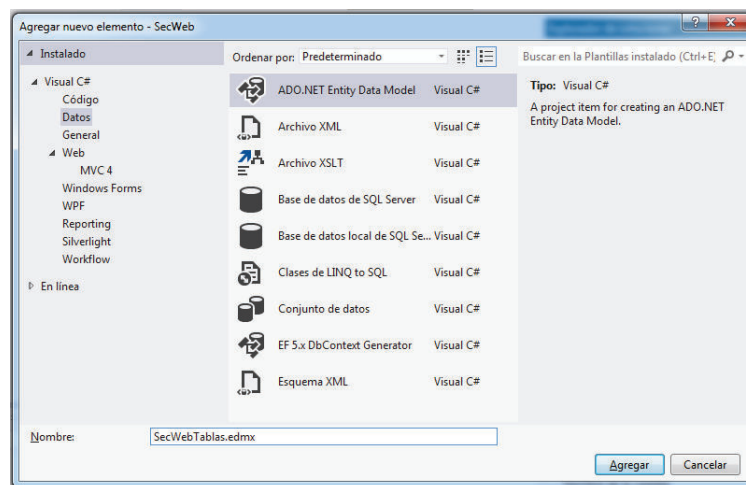 Agregar nuevo elemento - SecWeb
Instalado
Ordenar por: Predeterminado
Buscar en la Plantillas instalado (Ctrl+E)
Visual C#
Código
Datos
General
Web
MVC 4
Windows Forms
WPF
Reporting
Silverlight
Workflow
En línea
ADO.NET Entity Data Model Visual C#
Archivo XML Visual C#
Archivo XSLT Visual C#
Base de datos de SQL Server Visual C#
Base de datos local de SQL Se... Visual C#
Clases de LINQ to SQL Visual C#
Conjunto de datos Visual C#
EF 5.x DbContext Generator Visual C#
Esquema XML Visual C#
Tipo: Visual C#
A project item for creating an ADO.NET
Entity Data Model.
Nombre: SecWebTablas.edmx
Agregar Cancelar